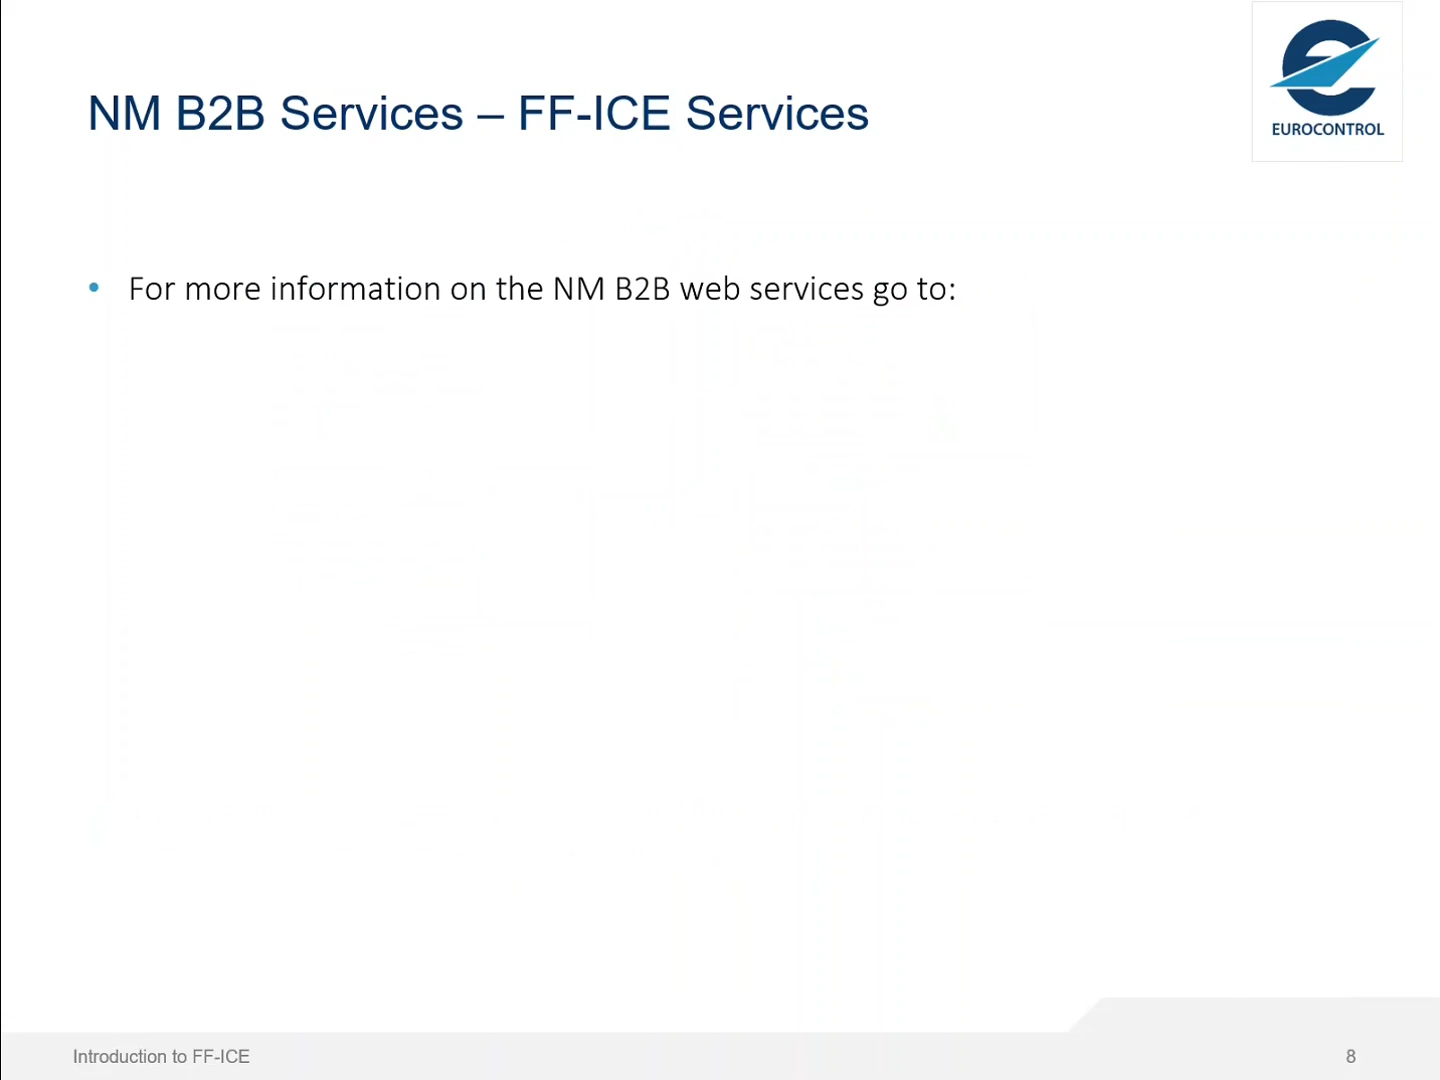 NM B2B Services – FF-ICE Services
EUROCONTROL
• For more information on the NM B2B web services go to:
Introduction to FF-ICE
8